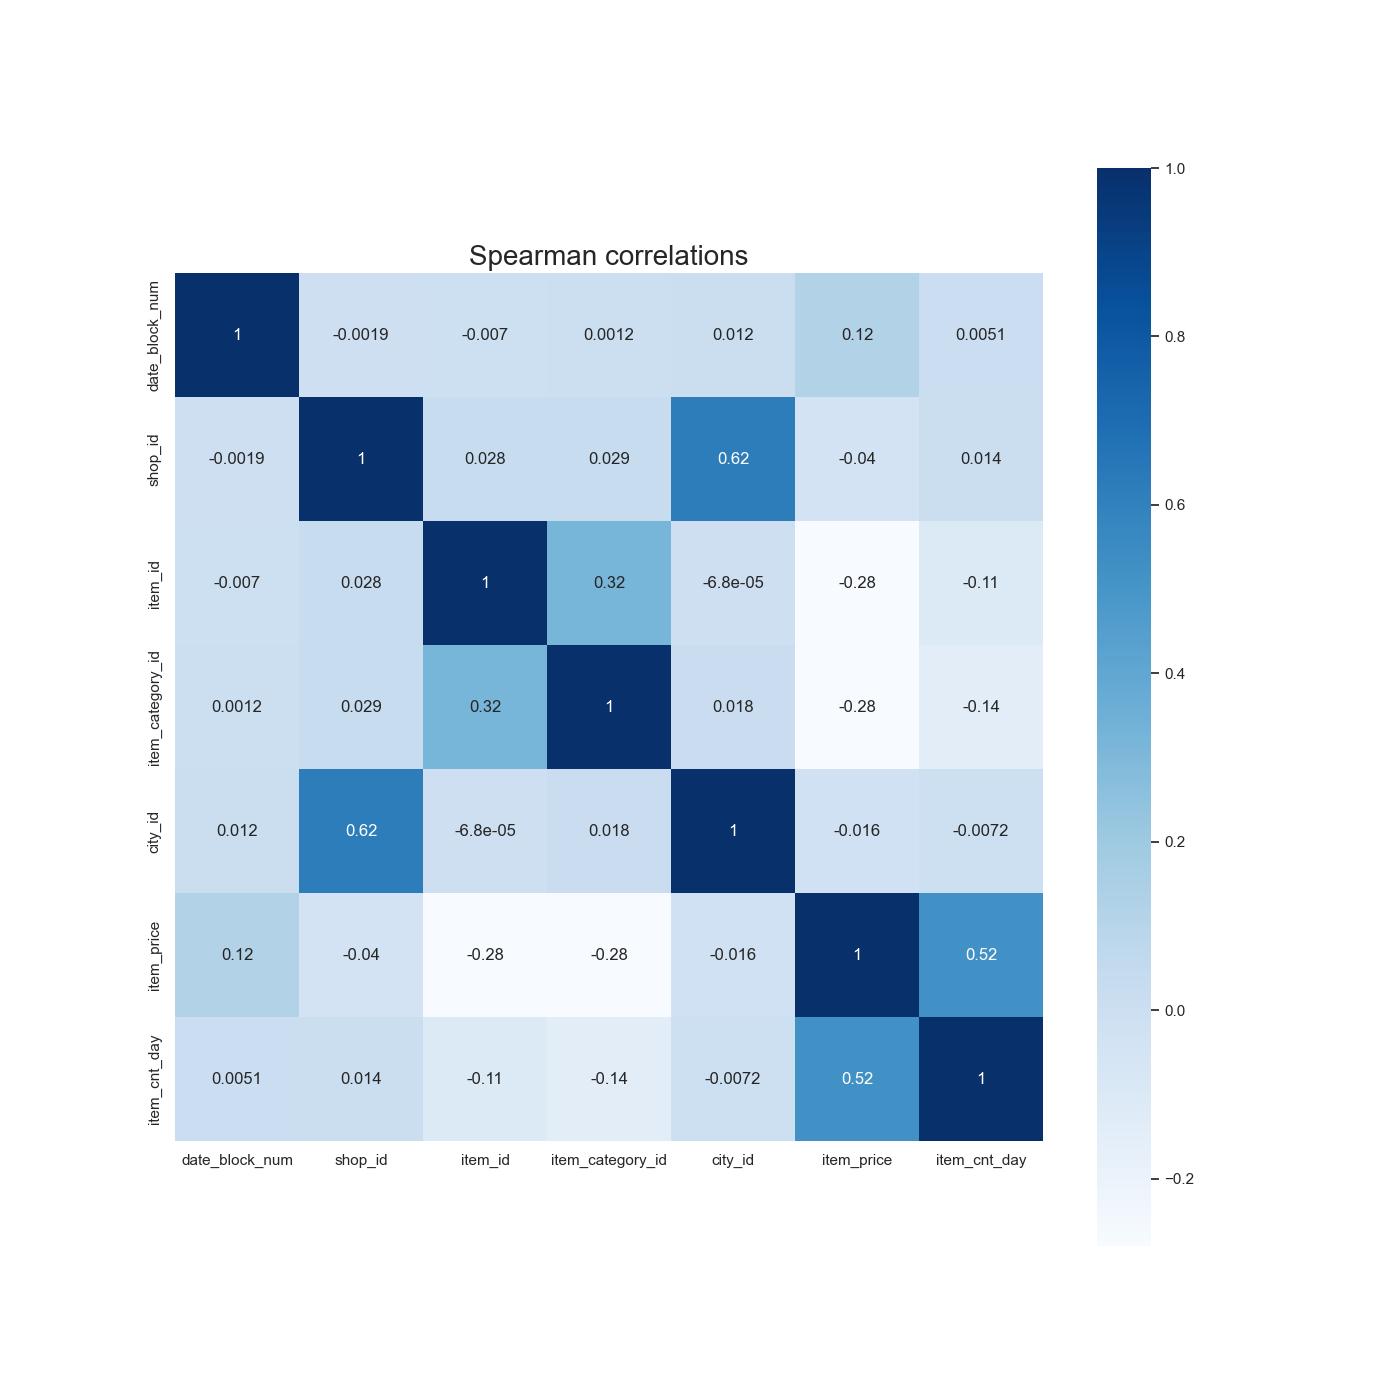 Spearman correlations
date_block_num 1 -0.0019 -0.007 0.0012 0.012 0.12 0.0051
shop_id -0.0019 1 0.028 0.029 0.62 -0.04 0.014
item_id -0.007 0.028 1 0.32 -6.8e-05 -0.28 -0.11
item_category_id 0.0012 0.029 0.32 1 0.018 -0.28 -0.14
city_id 0.012 0.62 -6.8e-05 0.018 1 -0.016 -0.0072
item_price 0.12 -0.04 -0.28 -0.28 -0.016 1 0.52
item_cnt_day 0.0051 0.014 -0.11 -0.14 -0.0072 0.52 1
date_block_num shop_id item_id item_category_id city_id item_price item_cnt_day
1.0
0.8
0.6
0.4
0.2
0.0
−0.2